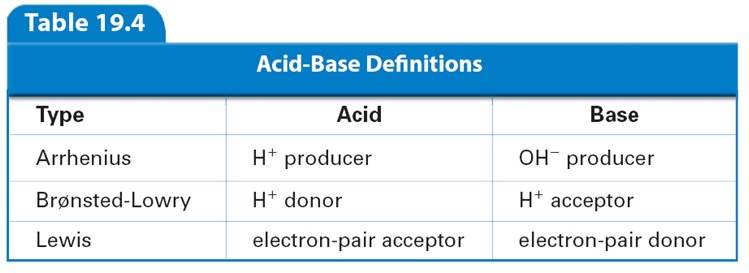 Table 19.4
Acid-Base Definitions
Type Acid Base
Arrhenius H⁺ producer OH⁻ producer
Brønsted-Lowry H⁺ donor H⁺ acceptor
Lewis electron-pair acceptor electron-pair donor